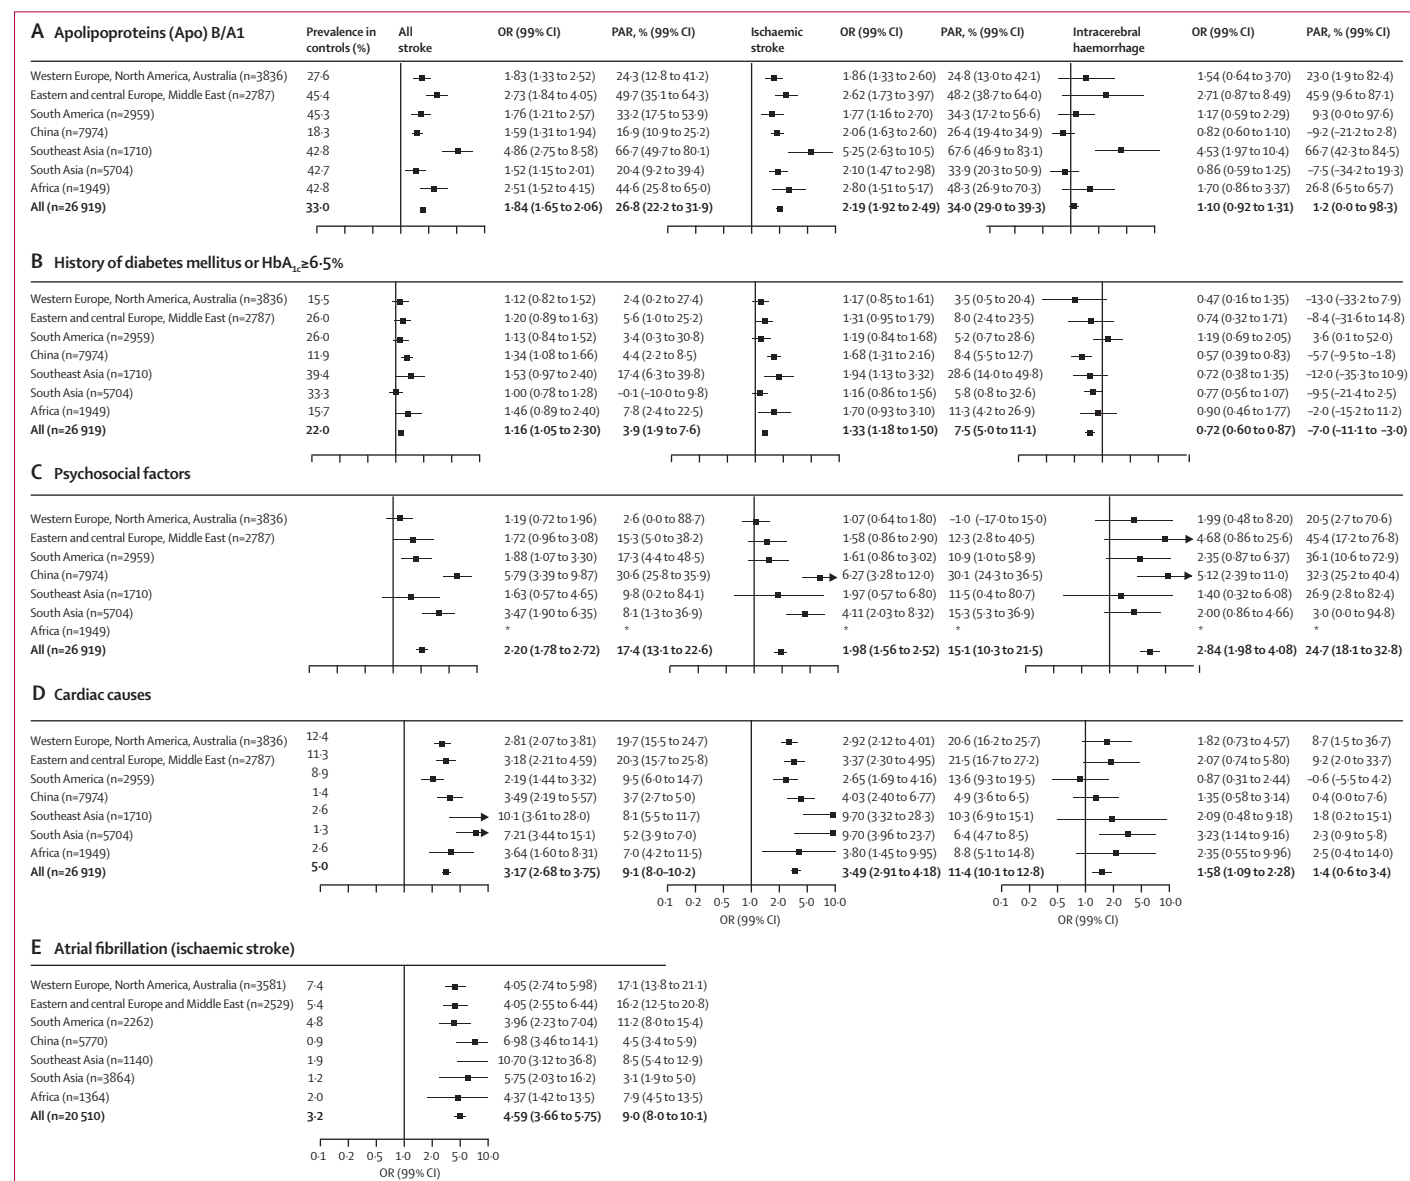 A Apolipoproteins (Apo) B/A1 Prevalence in controls (%) All stroke OR (99% CI) PAR, % (99% CI) Ischaemic stroke OR (99% CI) PAR, % (99% CI) Intracerebral haemorrhage OR (99% CI) PAR, % (99% CI)
Western Europe, North America, Australia (n=3836) 27·6 1·83 (1·33 to 2·52) 24·3 (12·8 to 41·2) 1·86 (1·33 to 2·60) 24·8 (13·0 to 42·1) 1·54 (0·64 to 3·70) 23·0 (1·9 to 82·4)
Eastern and central Europe, Middle East (n=2787) 45·4 2·73 (1·84 to 4·05) 49·7 (35·1 to 64·3) 2·62 (1·73 to 3·97) 48·2 (38·7 to 64·0) 2·71 (0·87 to 8·49) 45·9 (9·6 to 87·1)
South America (n=2959) 45·3 1·76 (1·21 to 2·57) 33·2 (17·5 to 53·9) 1·77 (1·16 to 2·70) 34·3 (17·2 to 56·6) 1·17 (0·59 to 2·29) 9·3 (0·0 to 97·6)
China (n=7974) 18·3 1·59 (1·31 to 1·94) 16·9 (10·9 to 25·2) 2·06 (1·63 to 2·60) 26·4 (19·4 to 34·9) 0·82 (0·60 to 1·10) –9·2 (–21·2 to 2·8)
Southeast Asia (n=1710) 42·8 4·86 (2·75 to 8·58) 66·7 (49·7 to 80·1) 5·25 (2·63 to 10·5) 67·6 (46·9 to 83·1) 4·53 (1·97 to 10·4) 66·7 (42·3 to 84·5)
South Asia (n=5704) 42·7 1·52 (1·15 to 2·01) 20·4 (9·2 to 39·4) 2·10 (1·47 to 2·98) 33·9 (20·3 to 50·9) 0·86 (0·59 to 1·25) –7·5 (–34·2 to 19·3)
Africa (n=1949) 42·8 2·51 (1·52 to 4·15) 44·6 (25·8 to 65·0) 2·80 (1·51 to 5·17) 48·3 (26·9 to 70·3) 1·70 (0·86 to 3·37) 26·8 (6·5 to 65·7)
All (n=26 919) 33·0 1·84 (1·65 to 2·06) 26·8 (22·2 to 31·9) 2·19 (1·92 to 2·49) 34·0 (29·0 to 39·3) 1·10 (0·92 to 1·31) 1·2 (0·0 to 98·3)
B History of diabetes mellitus or HbA1c≥6·5%
Western Europe, North America, Australia (n=3836) 15·5 1·12 (0·82 to 1·52) 2·4 (0·2 to 27·4) 1·17 (0·85 to 1·61) 3·5 (0·5 to 20·4) 0·47 (0·16 to 1·35) –13·0 (–33·2 to 7·9)
Eastern and central Europe, Middle East (n=2787) 26·0 1·20 (0·89 to 1·63) 5·6 (1·0 to 25·2) 1·31 (0·95 to 1·79) 8·0 (2·4 to 23·5) 0·74 (0·32 to 1·71) –8·4 (–31·6 to 14·8)
South America (n=2959) 26·0 1·13 (0·84 to 1·52) 3·4 (0·3 to 30·8) 1·19 (0·84 to 1·68) 5·2 (0·7 to 28·6) 1·19 (0·69 to 2·05) 3·6 (0·1 to 52·0)
China (n=7974) 11·9 1·34 (1·08 to 1·66) 4·4 (2·2 to 8·5) 1·68 (1·31 to 2·16) 8·4 (5·5 to 12·7) 0·57 (0·39 to 0·83) –5·7 (–9·5 to –1·8)
Southeast Asia (n=1710) 39·4 1·53 (0·97 to 2·40) 17·4 (6·3 to 39·8) 1·94 (1·13 to 3·32) 28·6 (14·0 to 49·8) 0·72 (0·38 to 1·35) –12·0 (–35·3 to 10·9)
South Asia (n=5704) 33·3 1·00 (0·78 to 1·28) –0·1 (–10·0 to 9·8) 1·16 (0·86 to 1·56) 5·8 (0·8 to 32·6) 0·77 (0·56 to 1·07) –9·5 (–21·4 to 2·5)
Africa (n=1949) 15·7 1·46 (0·89 to 2·40) 7·8 (2·4 to 22·5) 1·70 (0·93 to 3·10) 11·3 (4·2 to 26·9) 0·90 (0·46 to 1·77) –2·0 (–15·2 to 11·2)
All (n=26 919) 22·0 1·16 (1·05 to 2·30) 3·9 (1·9 to 7·6) 1·33 (1·18 to 1·50) 7·5 (5·0 to 11·1) 0·72 (0·60 to 0·87) –7·0 (–11·1 to –3·0)
C Psychosocial factors
Western Europe, North America, Australia (n=3836) 1·19 (0·72 to 1·96) 2·6 (0·0 to 88·7) 1·07 (0·64 to 1·80) –1·0 (–17·0 to 15·0) 1·99 (0·48 to 8·20) 20·5 (2·7 to 70·6)
Eastern and central Europe, Middle East (n=2787) 1·72 (0·96 to 3·08) 15·3 (5·0 to 38·2) 1·58 (0·86 to 2·90) 12·3 (2·8 to 40·5) 4·68 (0·86 to 25·6) 45·4 (17·2 to 76·8)
South America (n=2959) 1·88 (1·07 to 3·30) 17·3 (4·4 to 48·5) 1·61 (0·86 to 3·02) 10·9 (1·0 to 58·9) 2·35 (0·87 to 6·37) 36·1 (10·6 to 72·9)
China (n=7974) 5·79 (3·39 to 9·87) 30·6 (25·8 to 35·9) 6·27 (3·28 to 12·0) 30·1 (24·3 to 36·5) 5·12 (2·39 to 11·0) 32·3 (25·2 to 40·4)
Southeast Asia (n=1710) 1·63 (0·57 to 4·65) 9·8 (0·2 to 84·1) 1·97 (0·57 to 6·80) 11·5 (0·4 to 80·7) 1·40 (0·32 to 6·08) 26·9 (2·8 to 82·4)
South Asia (n=5704) 3·47 (1·90 to 6·35) 8·1 (1·3 to 36·9) 4·11 (2·03 to 8·32) 15·3 (5·3 to 36·9) 2·00 (0·86 to 4·66) 3·0 (0·0 to 94·8)
Africa (n=1949) * * * * * *
All (n=26 919) 2·20 (1·78 to 2·72) 17·4 (13·1 to 22·6) 1·98 (1·56 to 2·52) 15·1 (10·3 to 21·5) 2·84 (1·98 to 4·08) 24·7 (18·1 to 32·8)
D Cardiac causes
Western Europe, North America, Australia (n=3836) 12·4 2·81 (2·07 to 3·81) 19·7 (15·5 to 24·7) 2·92 (2·12 to 4·01) 20·6 (16·2 to 25·7) 1·82 (0·73 to 4·57) 8·7 (1·5 to 36·7)
Eastern and central Europe, Middle East (n=2787) 11·3 3·18 (2·21 to 4·59) 20·3 (15·7 to 25·8) 3·37 (2·30 to 4·95) 21·5 (16·7 to 27·2) 2·07 (0·74 to 5·80) 9·2 (2·0 to 33·7)
South America (n=2959) 8·9 2·19 (1·44 to 3·32) 9·5 (6·0 to 14·7) 2·65 (1·69 to 4·16) 13·6 (9·3 to 19·5) 0·87 (0·31 to 2·44) –0·6 (–5·5 to 4·2)
China (n=7974) 1·4 3·49 (2·19 to 5·57) 3·7 (2·7 to 5·0) 4·03 (2·40 to 6·77) 4·9 (3·6 to 6·5) 1·35 (0·58 to 3·14) 0·4 (0·0 to 7·6)
Southeast Asia (n=1710) 2·6 10·1 (3·61 to 28·0) 8·1 (5·5 to 11·7) 9·70 (3·32 to 28·3) 10·3 (6·9 to 15·1) 2·09 (0·48 to 9·18) 1·8 (0·2 to 15·1)
South Asia (n=5704) 1·3 7·21 (3·44 to 15·1) 5·2 (3·9 to 7·0) 9·70 (3·96 to 23·7) 6·4 (4·7 to 8·5) 3·23 (1·14 to 9·16) 2·3 (0·9 to 5·8)
Africa (n=1949) 2·6 3·64 (1·60 to 8·31) 7·0 (4·2 to 11·5) 3·80 (1·45 to 9·95) 8·8 (5·1 to 14·8) 2·35 (0·55 to 9·96) 2·5 (0·4 to 14·0)
All (n=26 919) 5·0 3·17 (2·68 to 3·75) 9·1 (8·0–10·2) 3·49 (2·91 to 4·18) 11·4 (10·1 to 12·8) 1·58 (1·09 to 2·28) 1·4 (0·6 to 3·4)
0·1 0·2 0·5 1·0 2·0 5·0 10·0 0·1 0·2 0·5 1·0 2·0 5·0 10·0
OR (99% CI) OR (99% CI)
E Atrial fibrillation (ischaemic stroke)
Western Europe, North America, Australia (n=3581) 7·4 4·05 (2·74 to 5·98) 17·1 (13·8 to 21·1)
Eastern and central Europe and Middle East (n=2529) 5·4 4·05 (2·55 to 6·44) 16·2 (12·5 to 20·8)
South America (n=2262) 4·8 3·96 (2·23 to 7·04) 11·2 (8·0 to 15·4)
China (n=5770) 0·9 6·98 (3·46 to 14·1) 4·5 (3·4 to 5·9)
Southeast Asia (n=1140) 1·9 10·70 (3·12 to 36·8) 8·5 (5·4 to 12·9)
South Asia (n=3864) 1·2 5·75 (2·03 to 16·2) 3·1 (1·9 to 5·0)
Africa (n=1364) 2·0 4·37 (1·42 to 13·5) 7·9 (4·5 to 13·5)
All (n=20 510) 3·2 4·59 (3·66 to 5·75) 9·0 (8·0 to 10·1)
0·1 0·2 0·5 1·0 2·0 5·0 10·0
OR (99% CI)